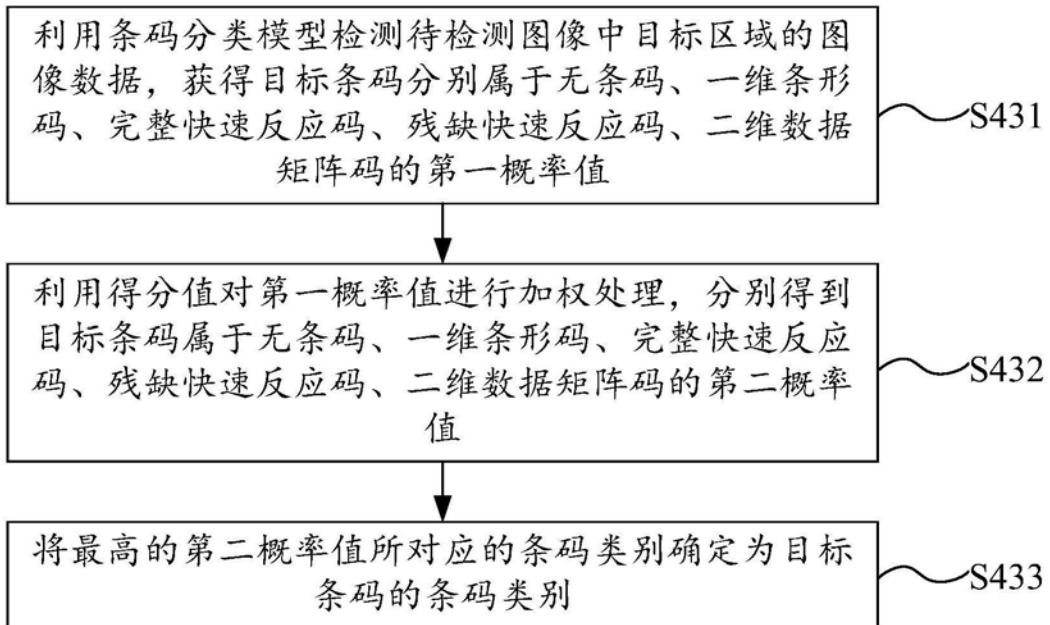 利用条码分类模型检测待检测图像中目标区域的图
像数据，获得目标条码分别属于无条码、一维条形
码、完整快速反应码、残缺快速反应码、二维数据
矩阵码的第一概率值
S431
利用得分值对第一概率值进行加权处理，分别得到
目标条码属于无条码、一维条形码、完整快速反应
码、残缺快速反应码、二维数据矩阵码的第二概率
值
S432
将最高的第二概率值所对应的条码类别确定为目标
条码的条码类别
S433